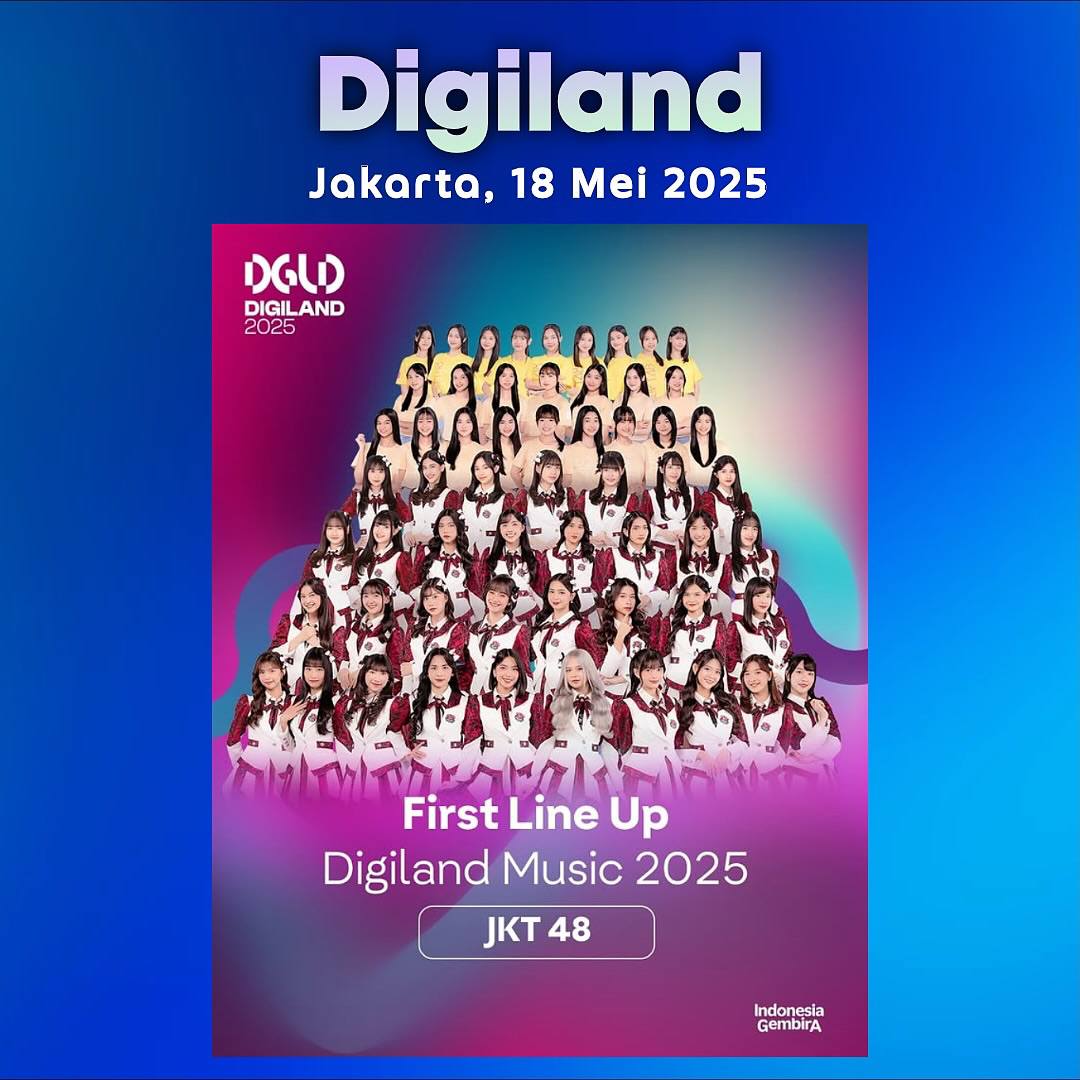 Digiland
Jakarta, 18 Mei 2025
DGLD
DIGILAND
2025
First Line Up
Digiland Music 2025
JKT 48
Indonesia
GembirA